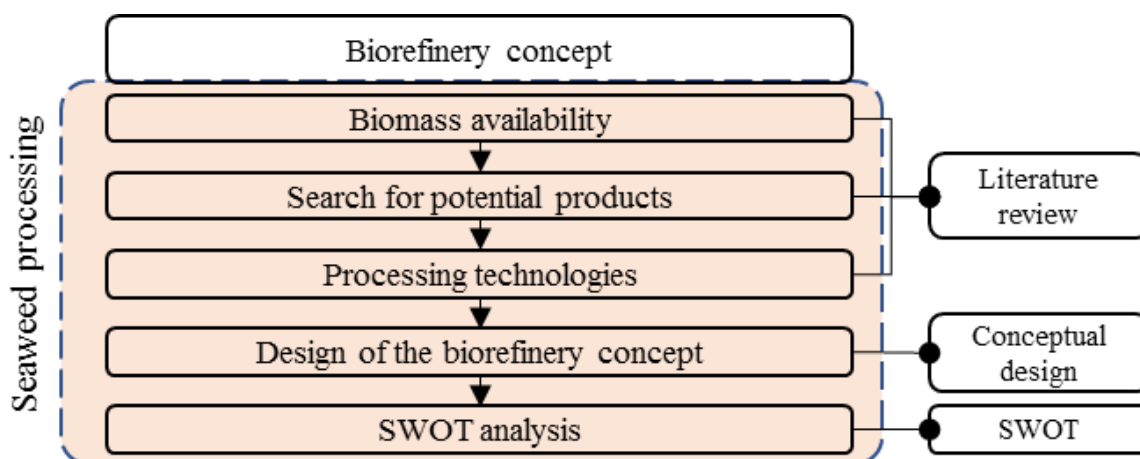 Biorefinery concept
Seaweed processing
Biomass availability
Search for potential products
Processing technologies
Design of the biorefinery concept
SWOT analysis
Literature
review
Conceptual
design
SWOT